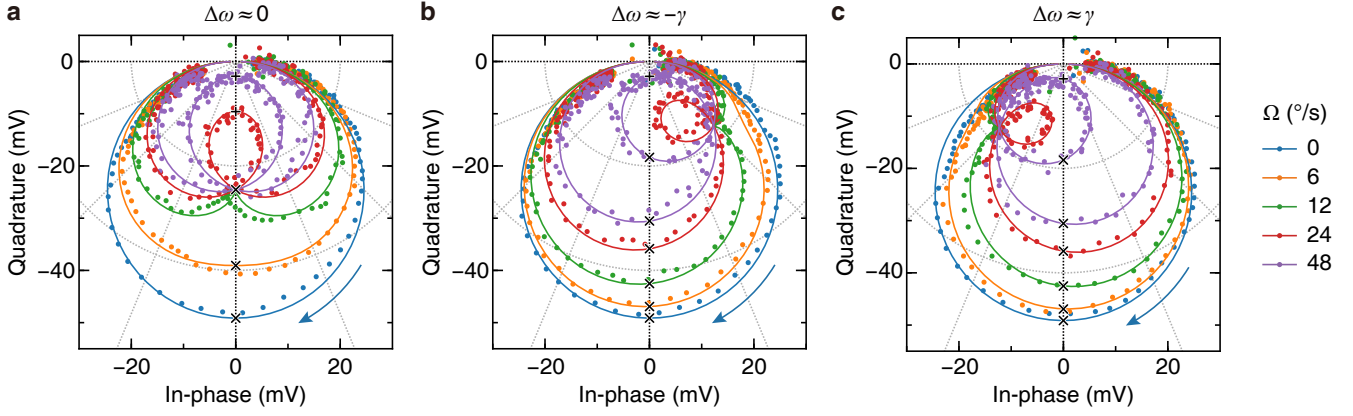 a
Δω ≈ 0
0
−20
−40
Quadrature (mV)
−20
0
20
In-phase (mV)
b
Δω ≈ −γ
0
−20
−40
Quadrature (mV)
−20
0
20
In-phase (mV)
c
Δω ≈ γ
0
−20
−40
Quadrature (mV)
−20
0
20
In-phase (mV)
Ω (°/s)
0
6
12
24
48